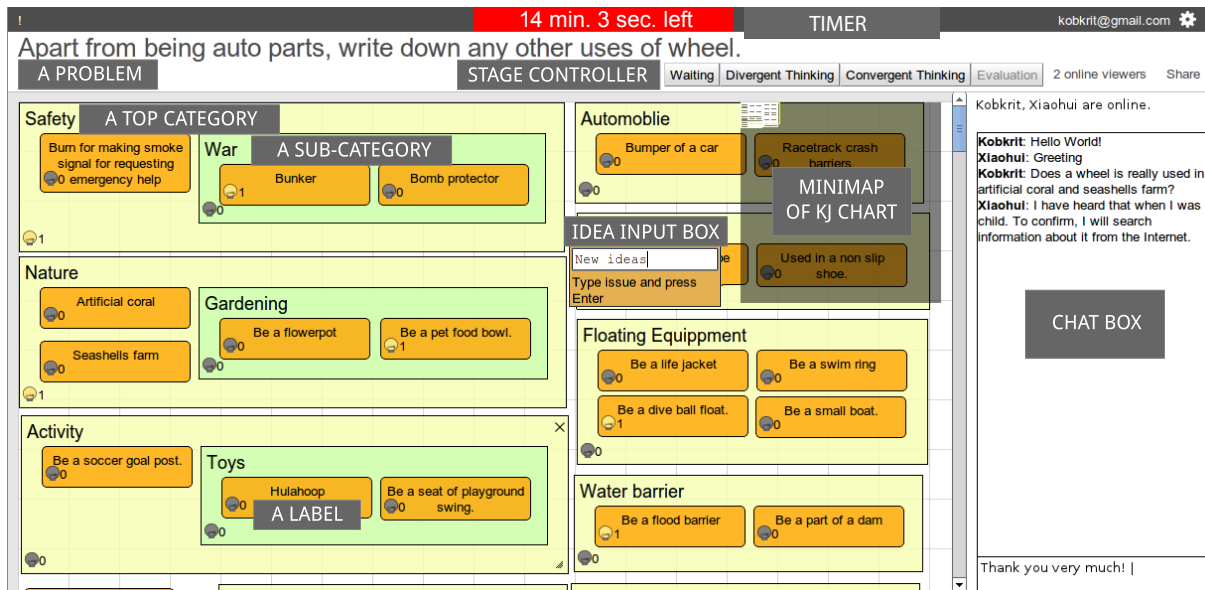 !
14 min. 3 sec. left
TIMER
kobkrit@gmail.com
Apart from being auto parts, write down any other uses of wheel.
A PROBLEM
STAGE CONTROLLER
Waiting
Divergent Thinking
Convergent Thinking
Evaluation
2 online viewers
Share
Safety
A TOP CATEGORY
Burn for making smoke
signal for requesting
0 emergency help
War
A SUB-CATEGORY
Bunker
1
Bomb protector
0
0
1
Nature
Artificial coral
0
Seashells farm
0
Gardening
Be a flowerpot
0
Be a pet food bowl.
1
0
1
Activity
Be a soccer goal post.
0
Toys
Hulahoop
0
A LABEL
Be a seat of playground
swing.
0
0
0
Automoblie
Bumper of a car
0
Racetrack crash
barriers
0
0
MINIMAP
OF KJ CHART
IDEA INPUT BOX
New ideas
Type issue and press
Enter
Used in a non slip
shoe.
0
Floating Equippment
Be a life jacket
0
Be a swim ring
0
Be a dive ball float.
1
Be a small boat.
0
0
Water barrier
Be a flood barrier
1
Be a part of a dam
0
0
Kobkrit, Xiaohui are online.
Kobkrit: Hello World!
Xiaohui: Greeting
Kobkrit: Does a wheel is really used in
artificial coral and seashells farm?
Xiaohui: I have heard that when I was
child. To confirm, I will search
information about it from the Internet.
CHAT BOX
Thank you very much! |